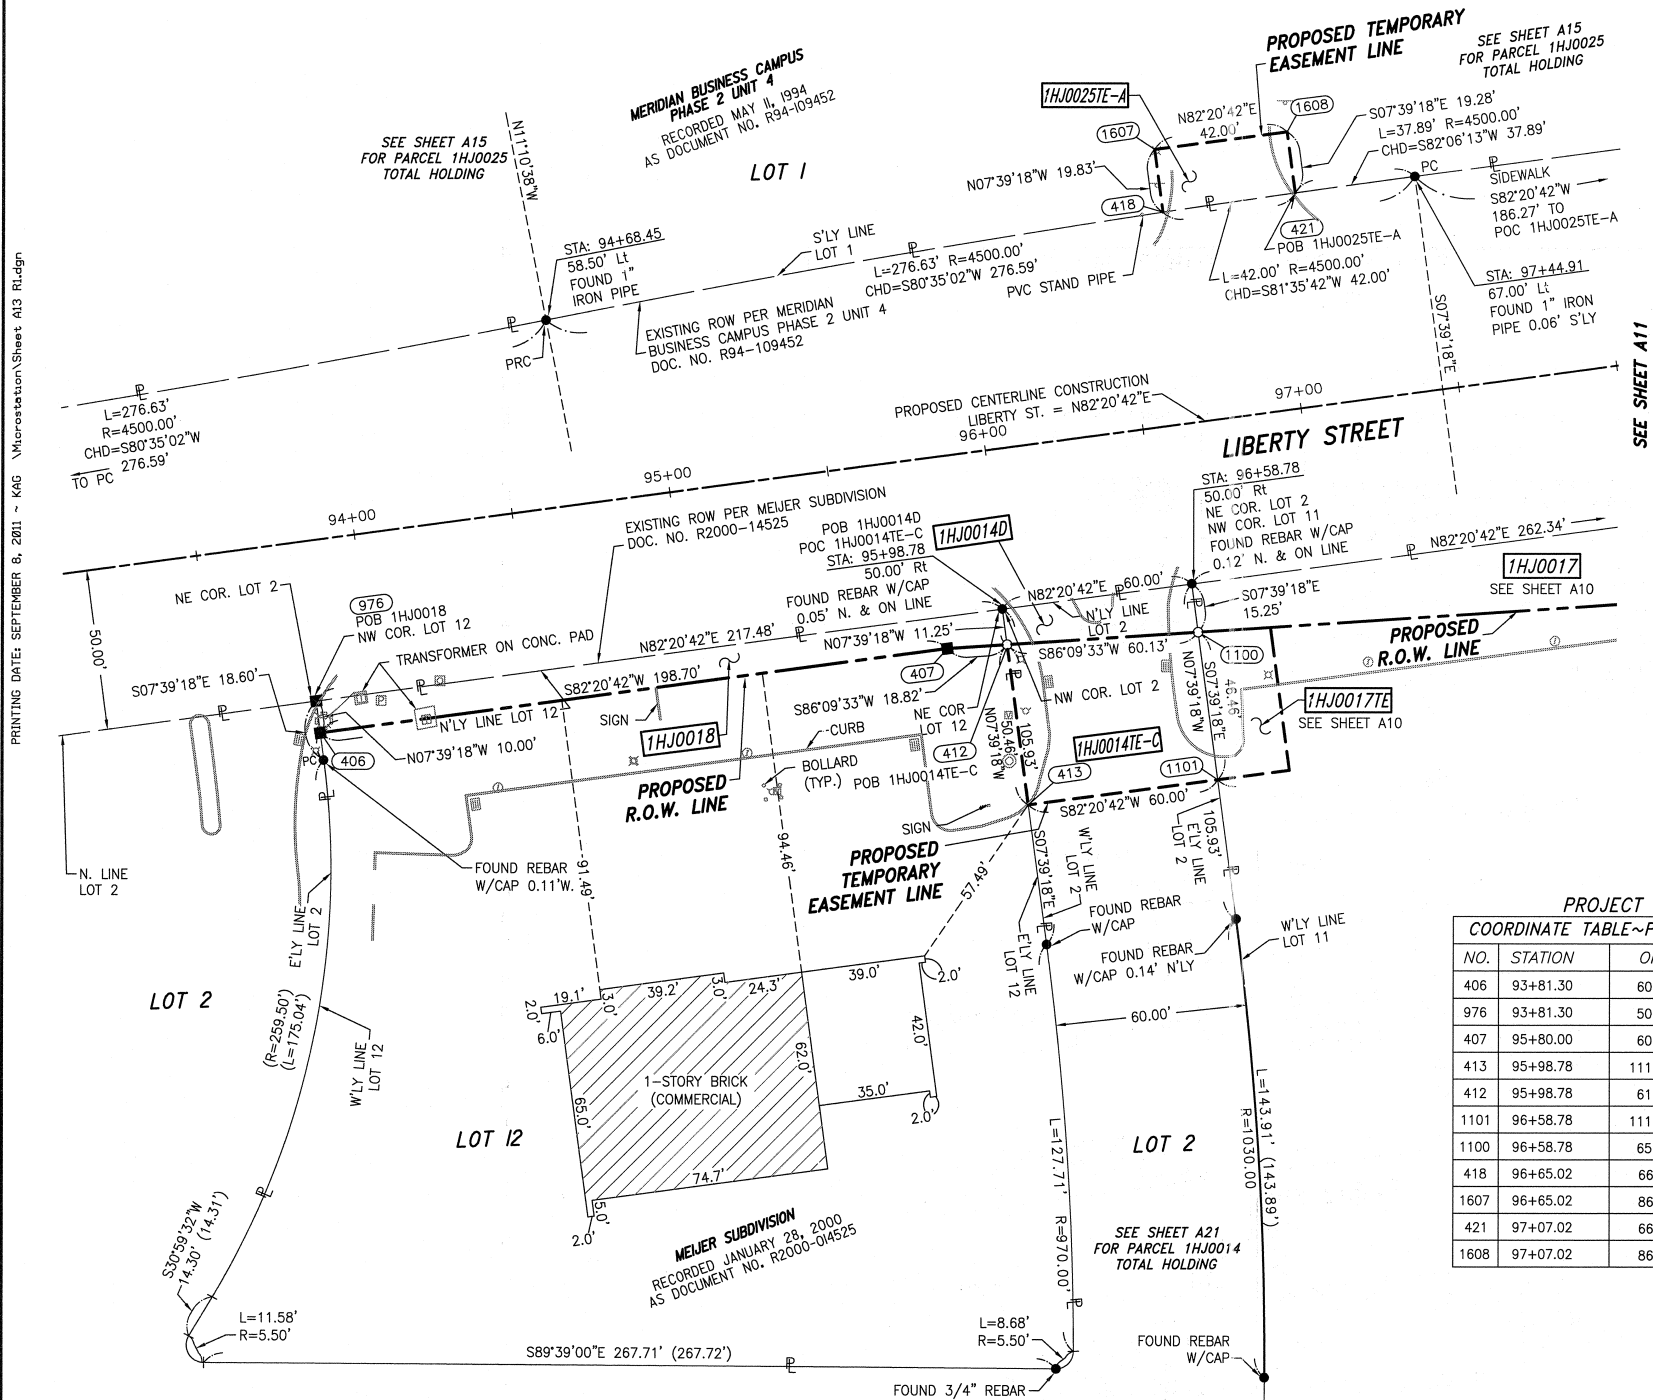 PRINTING DATE: SEPTEMBER 8, 2011 ~ KAG \Microstation\Sheet A13 R1.dgn
SEE SHEET A15
FOR PARCEL 1HJ0025
TOTAL HOLDING
N11°10'38"W
MERIDIAN BUSINESS CAMPUS
PHASE 2 UNIT 4
RECORDED MAY 11, 1994
AS DOCUMENT NO. R94-109452
LOT 1
1HJ0025TE-A
PROPOSED TEMPORARY
EASEMENT LINE
SEE SHEET A15
FOR PARCEL 1HJ0025
TOTAL HOLDING
1607
N82°20'42"E
42.00'
1608
S07°39'18"E 19.28'
L=37.89' R=4500.00'
CHD=S82°06'13"W 37.89'
N07°39'18"W 19.83'
418
PC
SIDEWALK
S82°20'42"W
186.27' TO
POC 1HJ0025TE-A
421
POB 1HJ0025TE-A
STA: 94+68.45
58.50' Lt
FOUND 1"
IRON PIPE
S'LY LINE
LOT 1
L=276.63' R=4500.00'
CHD=S80°35'02"W 276.59'
PVC STAND PIPE
L=42.00' R=4500.00'
CHD=S81°35'42"W 42.00'
STA: 97+44.91
67.00' Lt
FOUND 1" IRON
PIPE 0.06' S'LY
S07°39'18"E
PRC
EXISTING ROW PER MERIDIAN
BUSINESS CAMPUS PHASE 2 UNIT 4
DOC. NO. R94-109452
SEE SHEET A11
L=276.63'
R=4500.00'
CHD=S80°35'02"W
276.59'
TO PC
PROPOSED CENTERLINE CONSTRUCTION
LIBERTY ST. = N82°20'42"E
94+00
95+00
96+00
97+00
LIBERTY STREET
50.00'
NE COR. LOT 2
976
POB 1HJ0018
NW COR. LOT 12
TRANSFORMER ON CONC. PAD
EXISTING ROW PER MEIJER SUBDIVISION
DOC. NO. R2000-14525
POB 1HJ0014D
POC 1HJ0014TE-C
STA: 95+98.78
50.00' Rt
FOUND REBAR W/CAP
0.05' N. & ON LINE
1HJ0014D
STA: 96+58.78
50.00' Rt
NE COR. LOT 2
NW COR. LOT 11
FOUND REBAR W/CAP
0.12' N. & ON LINE
N82°20'42"E 262.34'
1HJ0017
SEE SHEET A10
N82°20'42"E 60.00'
N'LY LINE
LOT 2
S07°39'18"E
15.25'
S07°39'18"E 18.60'
N82°20'42"E 217.48'
N07°39'18"W 11.25'
S86°09'33"W 60.13'
PROPOSED
R.O.W. LINE
1100
407
S82°20'42"W 198.70'
S86°09'33"W 18.82'
NW COR. LOT 2
N07°39'18"W
S07°39'18"E
46.46'
1HJ0017TE
SEE SHEET A10
N'LY LINE LOT 12
SIGN
N07°39'18"W 10.00'
PC
406
1HJ0018
CURB
NE COR
LOT 12
412
POB 1HJ0014TE-C
N07°39'18"W
50.46'
105.93'
1HJ0014TE-C
413
1101
BOLLARD
(TYP.)
PROPOSED
R.O.W. LINE
SIGN
S82°20'42"W 60.00'
N. LINE
LOT 2
FOUND REBAR
W/CAP 0.11'W.
91.49'
94.46'
PROPOSED
TEMPORARY
EASEMENT LINE
57.49'
S07°39'18"E
W'LY LINE
LOT 2
105.93'
E'LY LINE
LOT 2
FOUND REBAR
W/CAP
E'LY LINE
LOT 12
FOUND REBAR
W/CAP 0.14' N'LY
W'LY LINE
LOT 11
60.00'
E'LY LINE
LOT 2
LOT 2
(R=259.50')
(L=175.04')
W'LY LINE
LOT 12
19.1'
39.2'
24.3'
39.0'
2.0'
2.0'
3.0'
3.0'
6.0'
42.0'
62.0'
65.0'
1-STORY BRICK
(COMMERCIAL)
35.0'
2.0'
74.7'
5.0'
2.0'
LOT 12
LOT 2
L=127.71' R=970.00'
L=143.91' (143.89')
R=1030.00
MEIJER SUBDIVISION
RECORDED JANUARY 28, 2000
AS DOCUMENT NO. R2000-014525
SEE SHEET A21
FOR PARCEL 1HJ0014
TOTAL HOLDING
S30°59'32"W
14.30' (14.31')
L=11.58'
R=5.50'
S89°39'00"E 267.71' (267.72')
L=8.68'
R=5.50'
FOUND 3/4" REBAR
FOUND REBAR
W/CAP
PROJECT
COORDINATE TABLE~P
NO. STATION
406 93+81.30 60
976 93+81.30 50
407 95+80.00 60
413 95+98.78 111
412 95+98.78 61
1101 96+58.78 111
1100 96+58.78 65
418 96+65.02 66
1607 96+65.02 86
421 97+07.02 66
1608 97+07.02 86